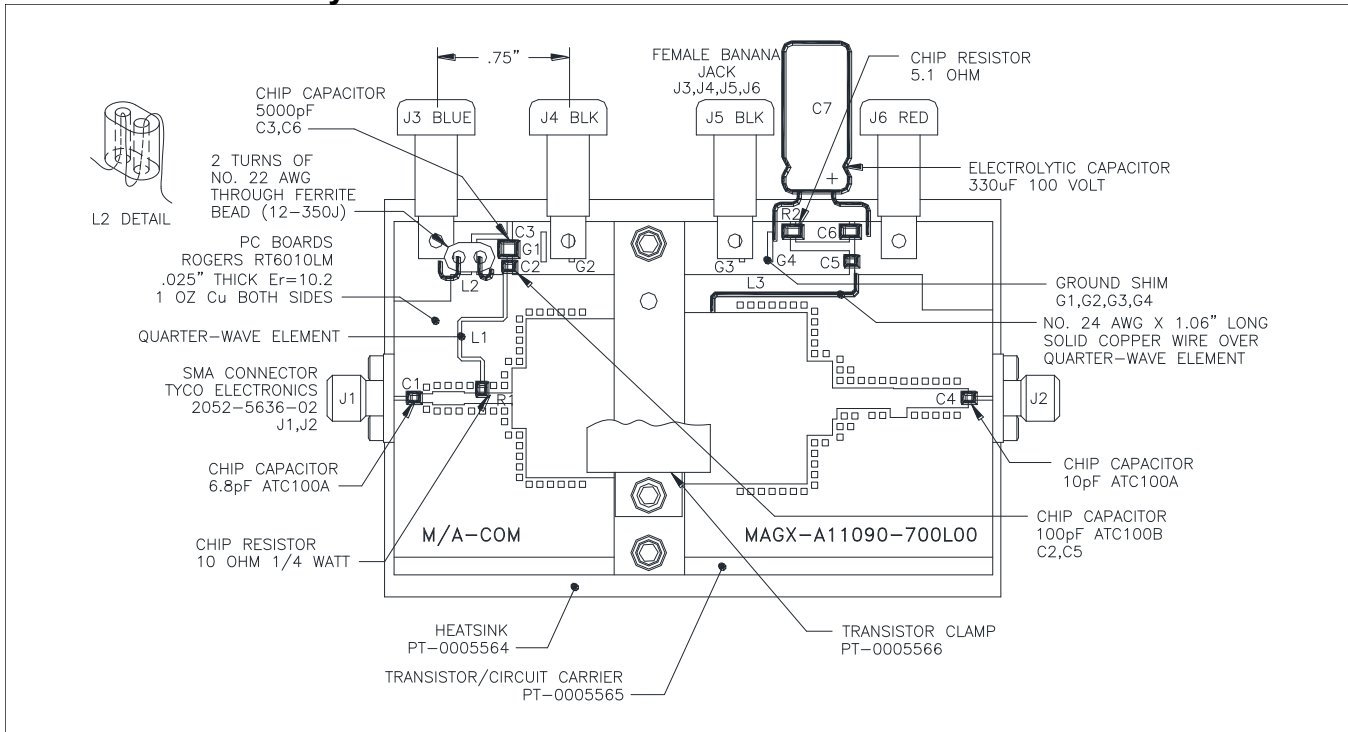 .75"
FEMALE BANANA
JACK
J3,J4,J5,J6
CHIP RESISTOR
5.1 OHM
CHIP CAPACITOR
5000pF
C3,C6
J3 BLUE
J4 BLK
J5 BLK
C7
J6 RED
2 TURNS OF
NO. 22 AWG
THROUGH FERRITE
BEAD (12-350J)
+
ELECTROLYTIC CAPACITOR
330uF 100 VOLT
L2 DETAIL
PC BOARDS
ROGERS RT6010LM
.025" THICK Er=10.2
1 OZ Cu BOTH SIDES
C3
G1
C2
G2
L2
R2
C6
G3
G4
C5
L3
GROUND SHIM
G1,G2,G3,G4
NO. 24 AWG X 1.06" LONG
SOLID COPPER WIRE OVER
QUARTER-WAVE ELEMENT
QUARTER-WAVE ELEMENT
L1
SMA CONNECTOR
TYCO ELECTRONICS
2052-5636-02
J1,J2
J1
C1
R1
C4
J2
CHIP CAPACITOR
6.8pF ATC100A
CHIP CAPACITOR
10pF ATC100A
CHIP CAPACITOR
100pF ATC100B
C2,C5
M/A-COM
MAGX-A11090-700L00
CHIP RESISTOR
10 OHM 1/4 WATT
HEATSINK
PT-0005564
TRANSISTOR CLAMP
PT-0005566
TRANSISTOR/CIRCUIT CARRIER
PT-0005565